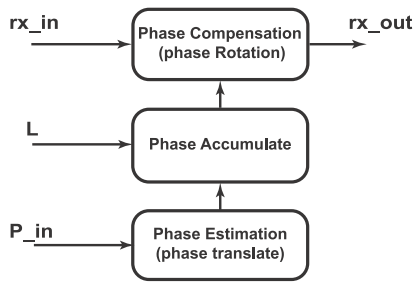 rx_in
Phase Compensation
(phase Rotation)
rx_out
L
Phase Accumulate
P_in
Phase Estimation
(phase translate)